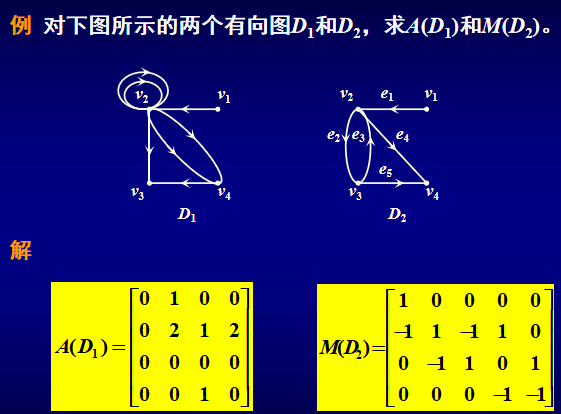 例 对下图所示的两个有向图D₁和D₂，求A(D₁)和M(D₂)。
v₂ v₁
v₃ v₄
D₁
v₂ e₁ v₁
e₂ e₃ e₄
e₅
v₃ v₄
D₂
解
A(D₁)=
0 1 0 0
0 2 1 2
0 0 0 0
0 0 1 0
M(D₂)=
1 0 0 0 0
-1 1 -1 1 0
0 -1 1 0 1
0 0 0 -1 -1